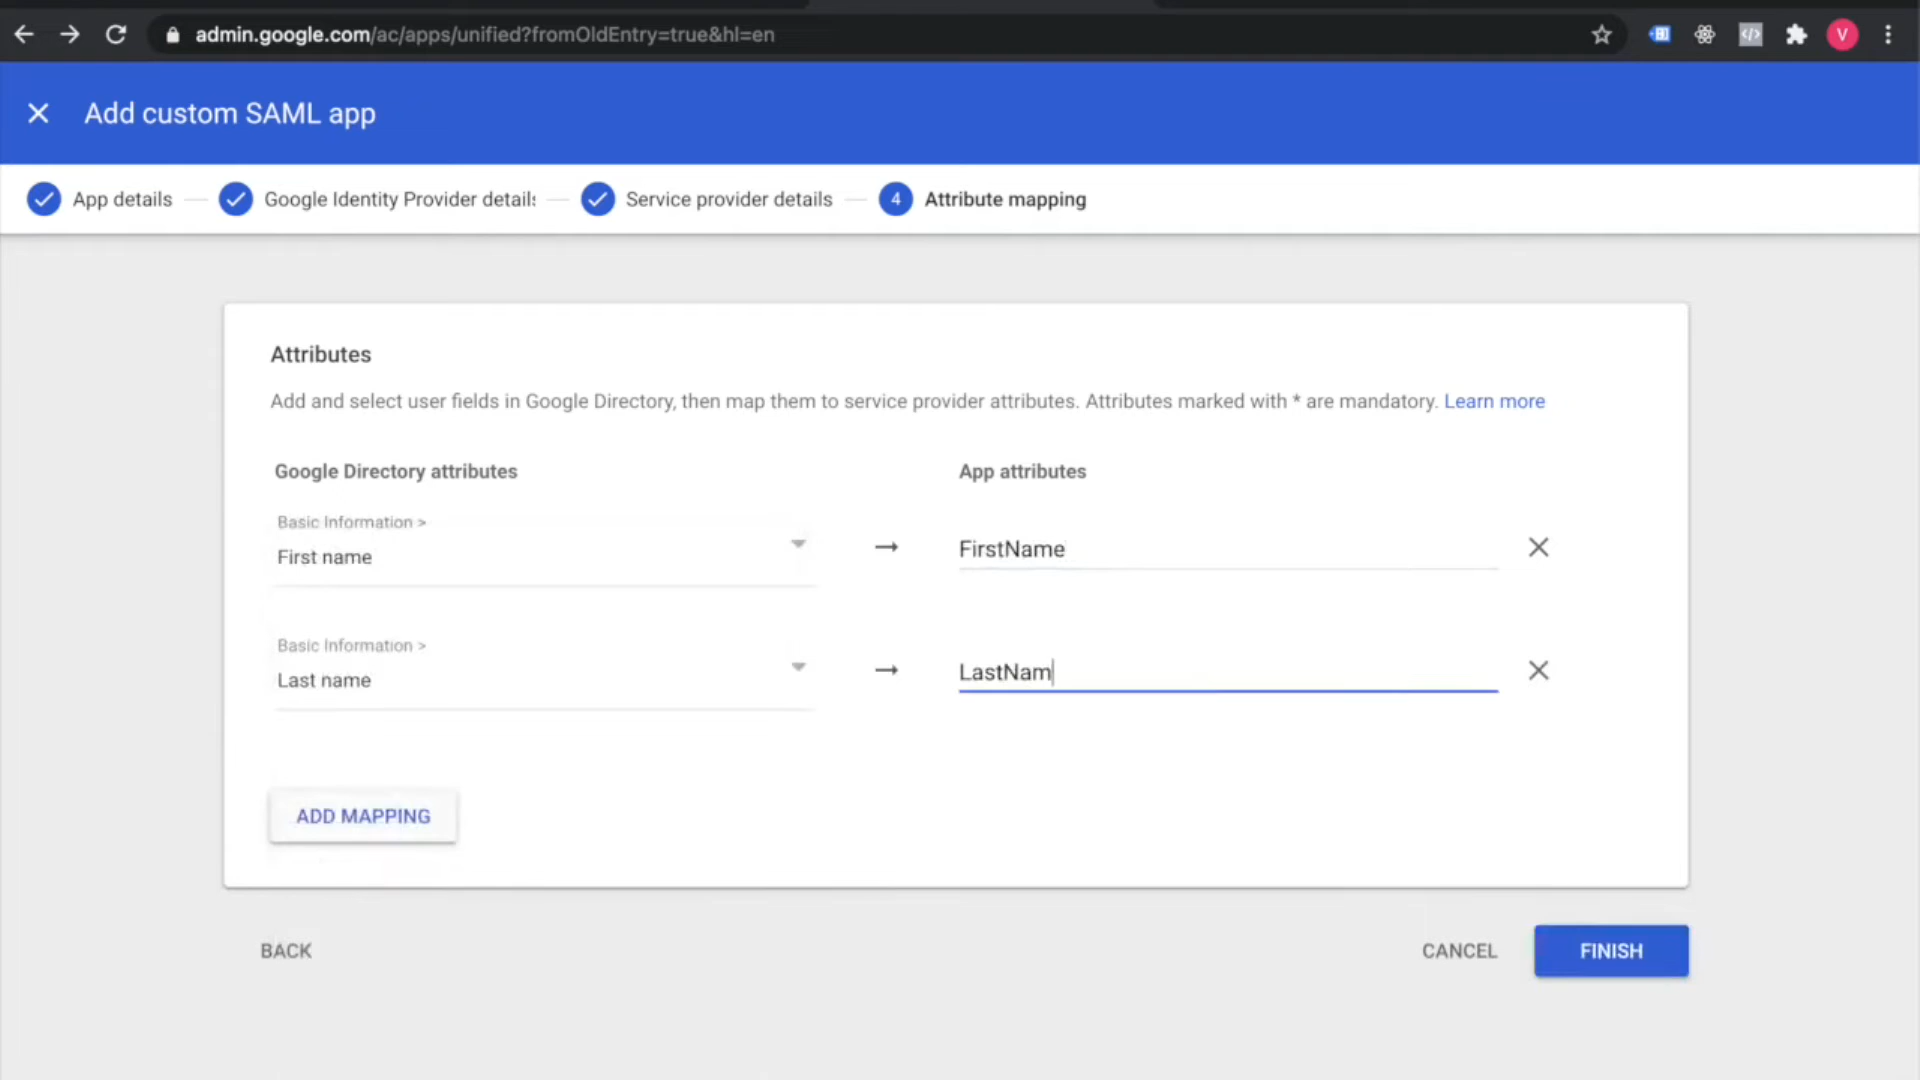 admin.google.com/ac/apps/unified?fromOldEntry=true&hl=en
V
Add custom SAML app
App details
Google Identity Provider details
Service provider details
4 Attribute mapping
Attributes
Add and select user fields in Google Directory, then map them to service provider attributes. Attributes marked with * are mandatory. Learn more
Google Directory attributes
App attributes
Basic Information >
First name
FirstName
Basic Information >
Last name
LastNam
ADD MAPPING
BACK
CANCEL
FINISH